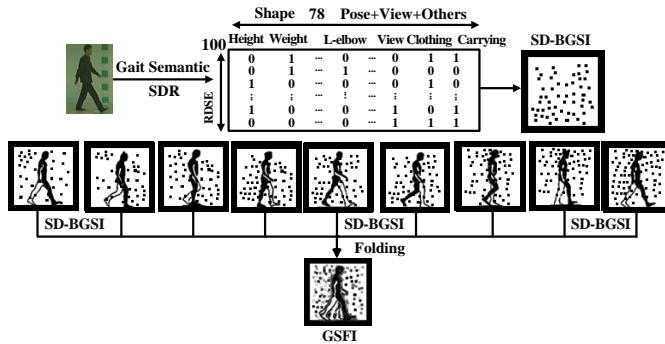 Shape 78 Pose+View+Others
100 Height Weight L-elbow View Clothing Carrying SD-BGSI
Gait Semantic
SDR
RDSE
0 1 ... 0 ... 0 1 1
0 1 ... 1 ... 0 0 0
1 0 ... 0 ... 0 1 0
⋮ ⋮ ... ⋮ ... ⋮ ⋮ ⋮
1 0 ... 0 ... 1 0 1
0 0 ... 0 ... 1 1 1
SD-BGSI SD-BGSI SD-BGSI
Folding
GSFI